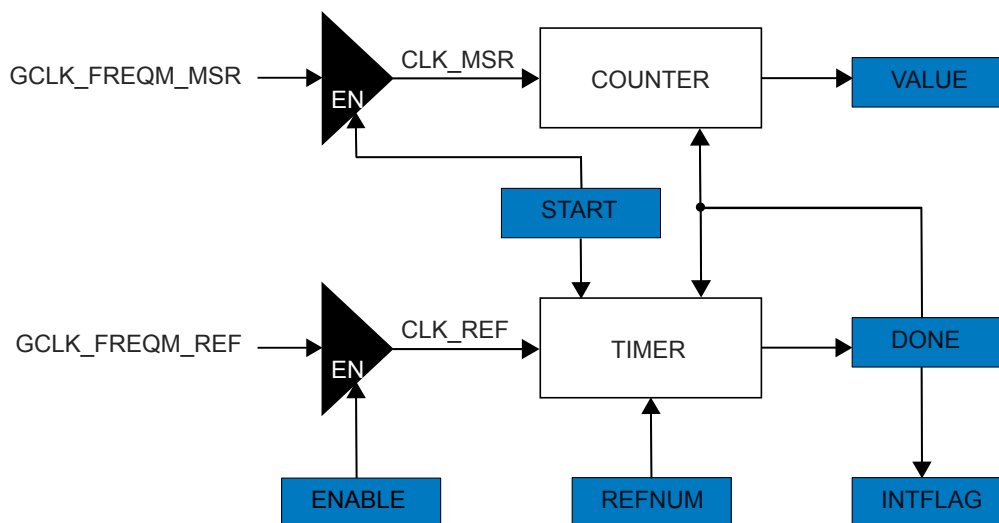 CLK_MSR
GCLK_FREQM_MSR
COUNTER
VALUE
EN
START
CLK_REF
GCLK_FREQM_REF
TIMER
DONE
EN
ENABLE
REFNUM
INTFLAG